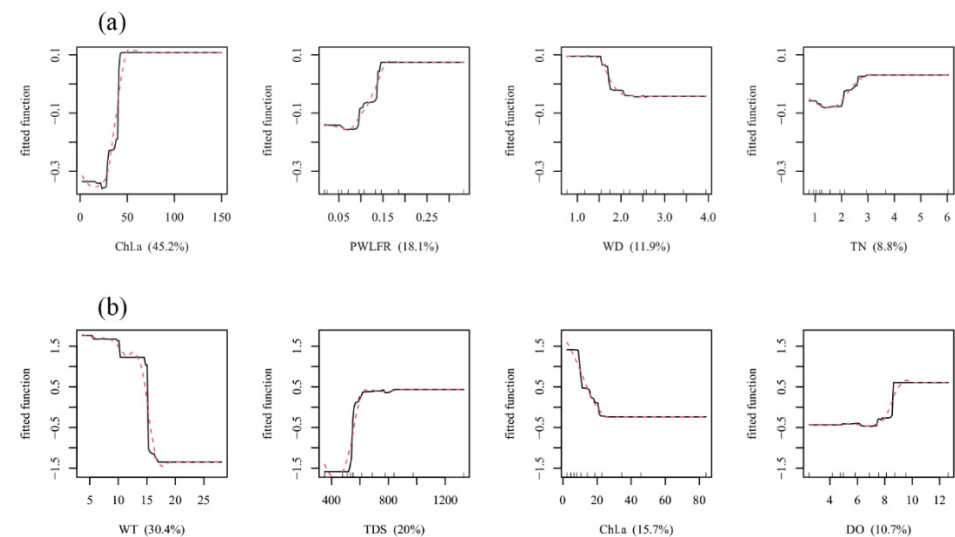 (a)
fitted function
0.1
−0.1
−0.3
0 50 100 150
Chl.a (45.2%)
fitted function
0.1
−0.1
−0.3
0.05 0.15 0.25
PWLFR (18.1%)
fitted function
0.1
−0.1
−0.3
1.0 2.0 3.0 4.0
WD (11.9%)
fitted function
0.1
−0.1
−0.3
1 2 3 4 5 6
TN (8.8%)
(b)
fitted function
1.5
0.5
−0.5
−1.5
5 10 15 20 25
WT (30.4%)
fitted function
1.5
0.5
−0.5
−1.5
400 800 1200
TDS (20%)
fitted function
1.5
0.5
−0.5
−1.5
0 20 40 60 80
Chl.a (15.7%)
fitted function
1.5
0.5
−0.5
−1.5
4 6 8 10 12
DO (10.7%)